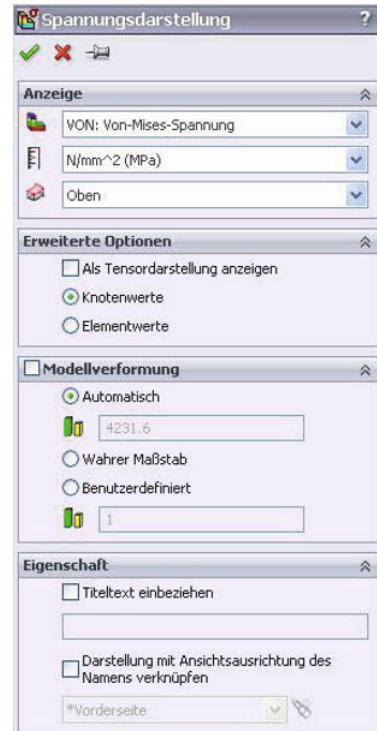 Spannungsdarstellung ?
Anzeige
VON: Von-Mises-Spannung
N/mm^2 (MPa)
Oben
Erweiterte Optionen
Als Tensordarstellung anzeigen
Knotenwerte
Elementwerte
Modellverformung
Automatisch
4231.6
Wahrer Maßstab
Benutzerdefiniert
1
Eigenschaft
Titeltext einbeziehen
Darstellung mit Ansichtsausrichtung des
Namens verknüpfen
*Vorderseite